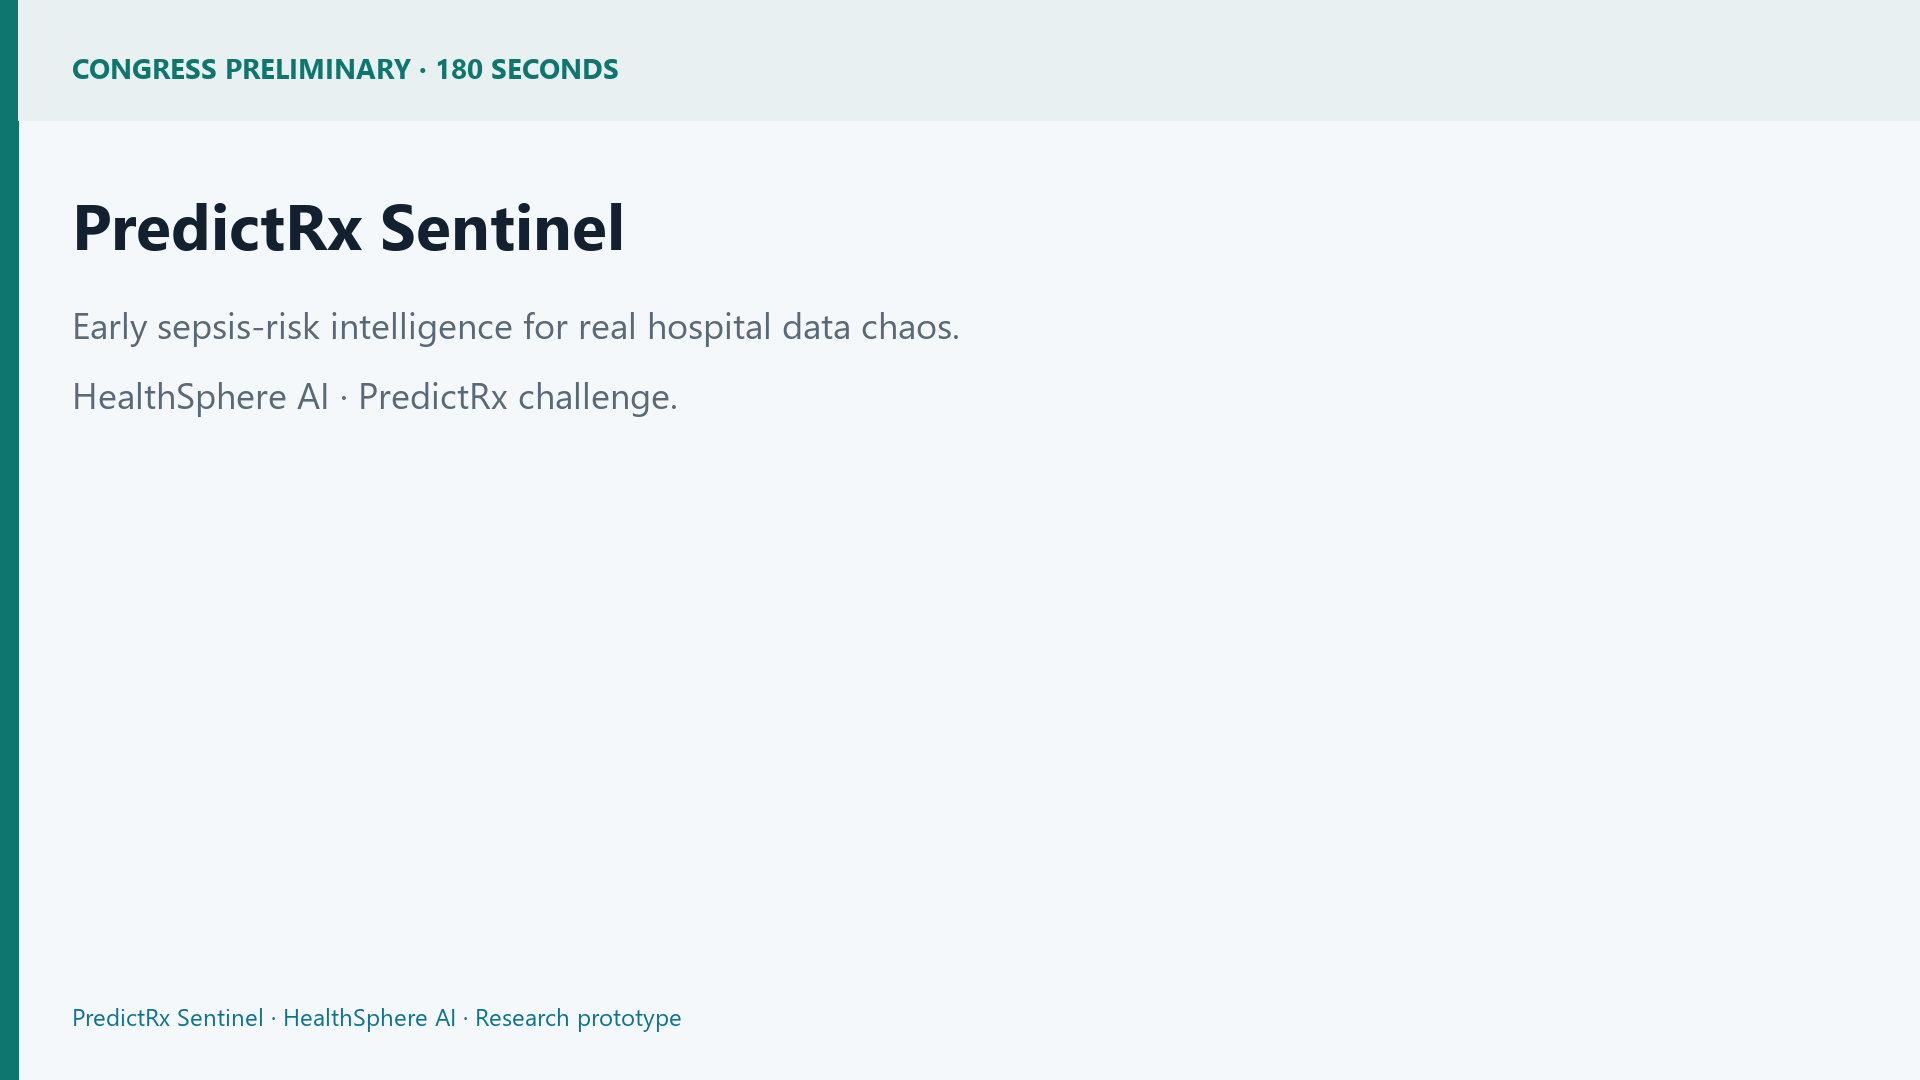 CONGRESS PRELIMINARY · 180 SECONDS
PredictRx Sentinel
Early sepsis-risk intelligence for real hospital data chaos.
HealthSphere AI · PredictRx challenge.
PredictRx Sentinel · HealthSphere AI · Research prototype